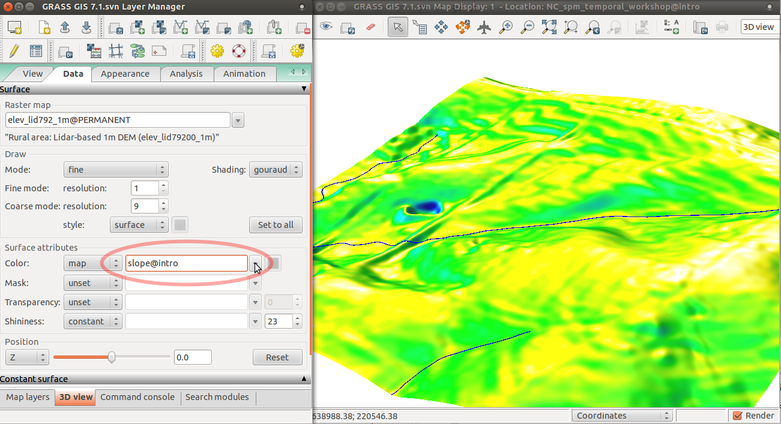 GRASS GIS 7.1.svn Layer Manager
GRASS GIS 7.1.svn Map Display: 1 - Location: NC_spm_temporal_workshop@intro
3D view
View Data Appearance Analysis Animation
Surface
Raster map
elev_lid792_1m@PERMANENT
"Rural area: Lidar-based 1m DEM (elev_lid79200_1m)"
Draw
Mode: fine Shading: gouraud
Fine mode: resolution: 1
Coarse mode: resolution: 9
style: surface Set to all
Surface attributes
Color: map slope@intro
Mask: unset
Transparency: unset 0
Shininess: constant 23
Position
Z 0.0 Reset
Constant surface
Map layers 3D view Command console Search modules
638988.38; 220546.38 Coordinates Render